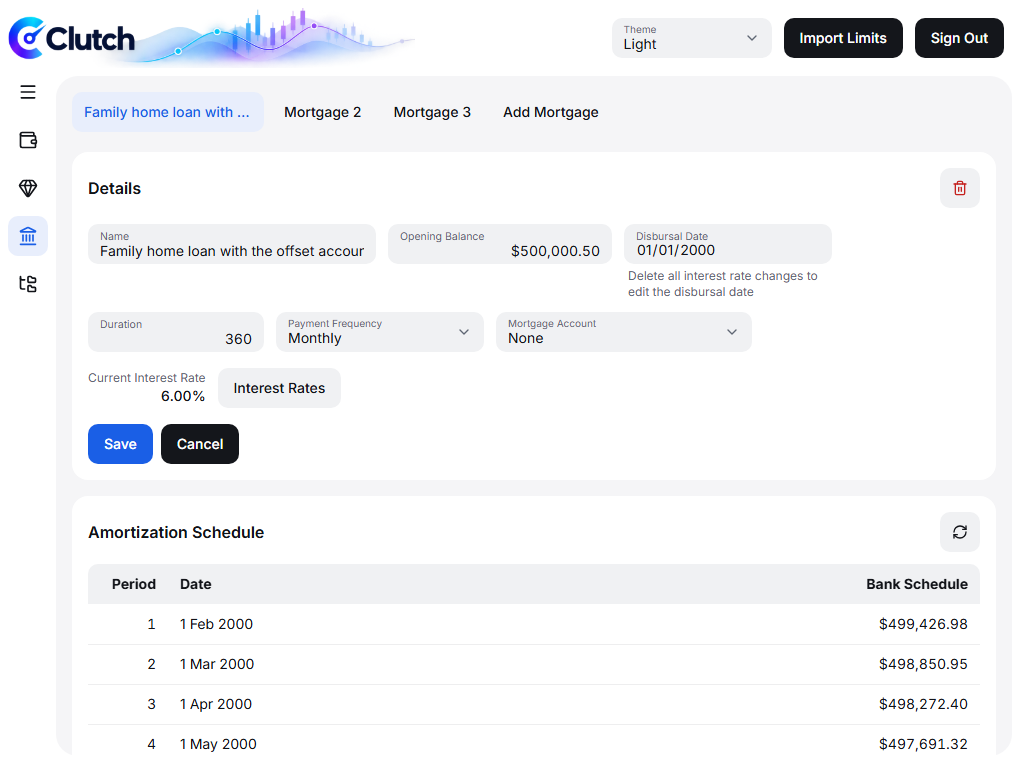 Clutch
Theme
Light
Import Limits
Sign Out
Family home loan with ...
Mortgage 2
Mortgage 3
Add Mortgage
Details
Name
Family home loan with the offset accour
Opening Balance
$500,000.50
Disbursal Date
01/01/2000
Delete all interest rate changes to
edit the disbursal date
Duration
360
Payment Frequency
Monthly
Mortgage Account
None
Current Interest Rate
6.00%
Interest Rates
Save
Cancel
Amortization Schedule
Period Date Bank Schedule
1 1 Feb 2000 $499,426.98
2 1 Mar 2000 $498,850.95
3 1 Apr 2000 $498,272.40
4 1 May 2000 $497,691.32